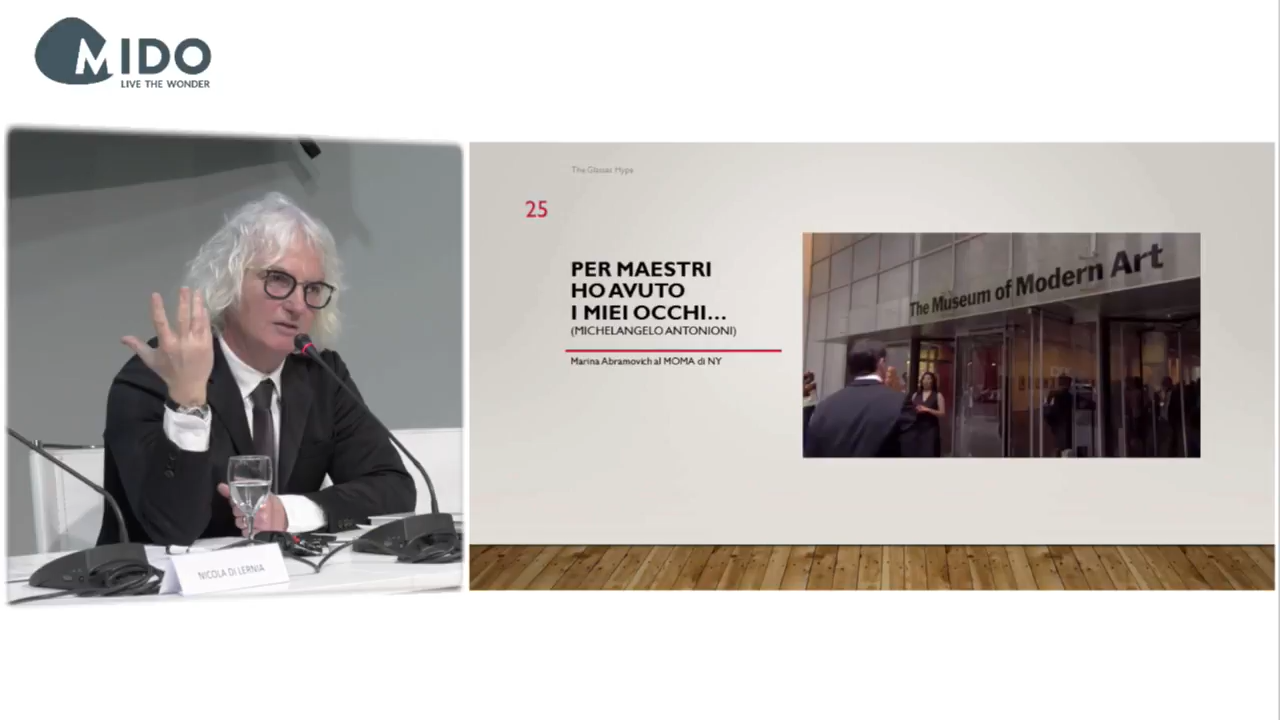 MIDO
LIVE THE WONDER
The Glasses Hype
25
PER MAESTRI
HO AVUTO
I MIEI OCCHI...
(MICHELANGELO ANTONIONI)
Marina Abramovich al MOMA di NY
The Museum of Modern Art
NICOLA DI LERNIA